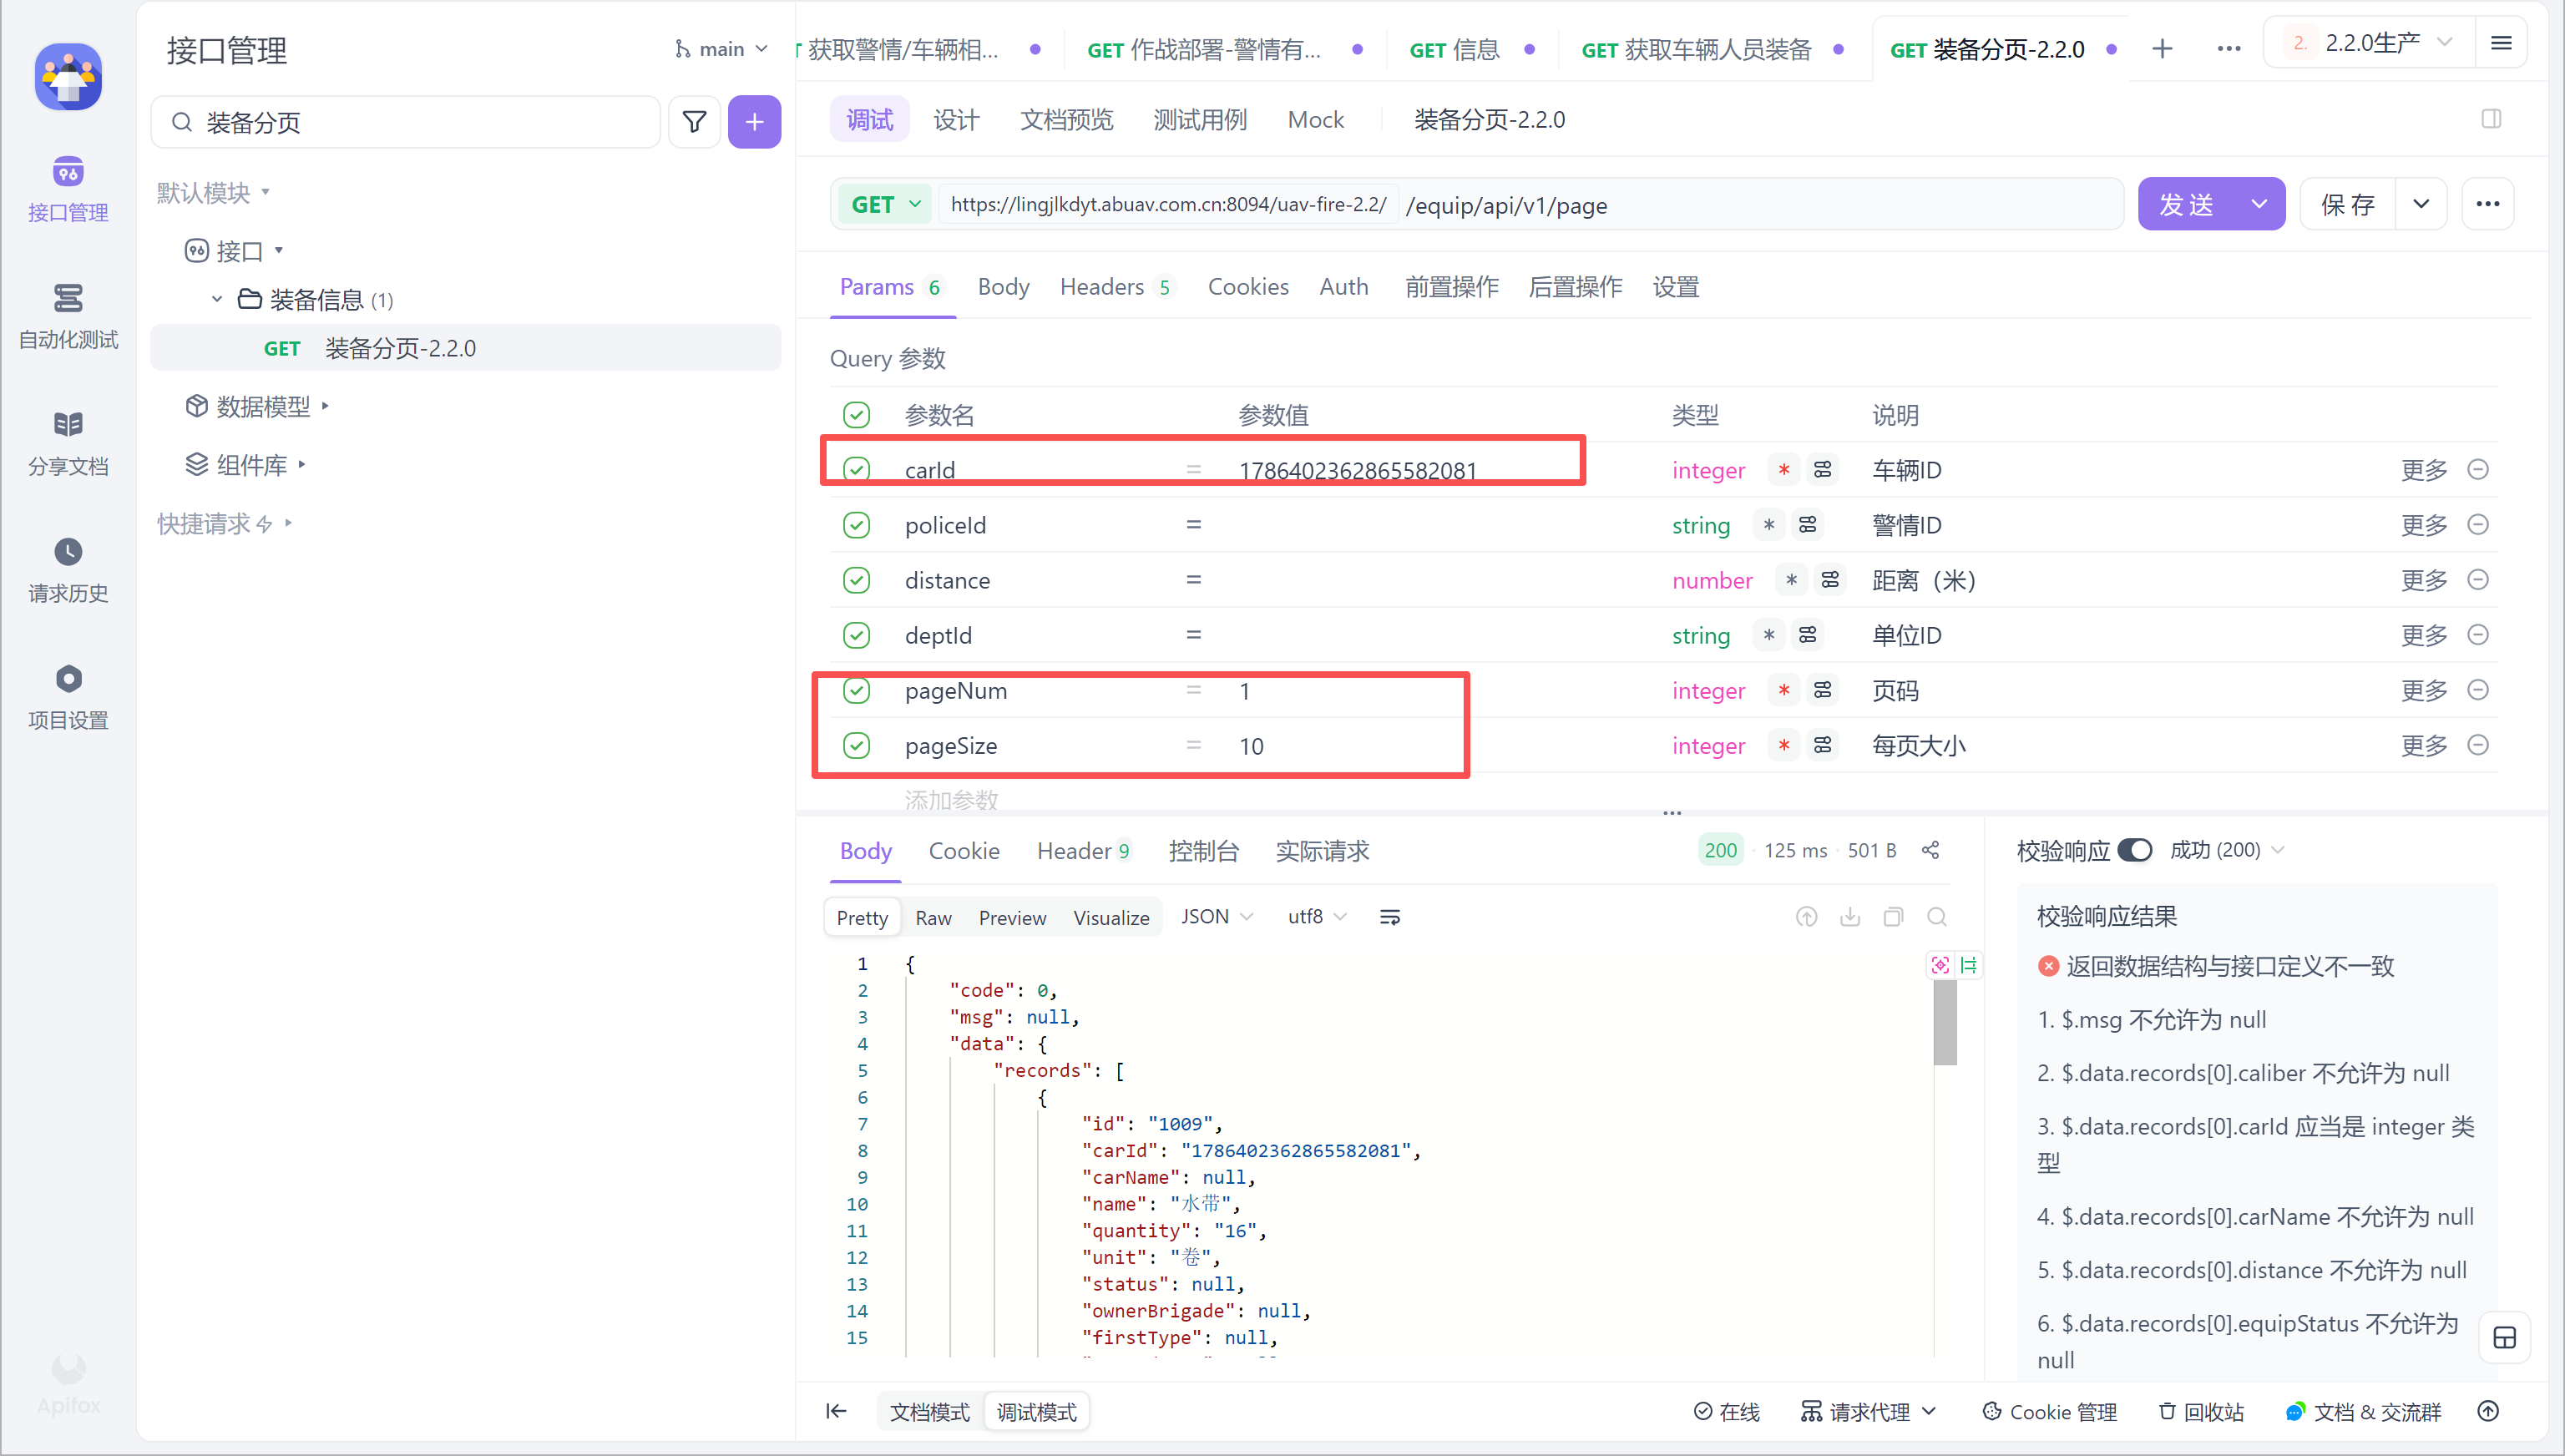 接口管理
自动化测试
分享文档
请求历史
项目设置
Apifox
接口管理
main
装备分页
默认模块
接口
装备信息 (1)
GET 装备分页-2.2.0
数据模型
组件库
快捷请求
获取警情/车辆相...
GET 作战部署-警情有...
GET 信息
GET 获取车辆人员装备
GET 装备分页-2.2.0
2. 2.2.0生产
调试 设计 文档预览 测试用例 Mock 装备分页-2.2.0
GET https://lingjlkdyt.abuav.com.cn:8094/uav-fire-2.2/ /equip/api/v1/page
发 送
保 存
Params 6 Body Headers 5 Cookies Auth 前置操作 后置操作 设置
Query 参数
参数名 参数值 类型 说明
carId = 1786402362865582081 integer * 车辆ID 更多
policeId = string * 警情ID 更多
distance = number * 距离（米） 更多
deptId = string * 单位ID 更多
pageNum = 1 integer * 页码 更多
pageSize = 10 integer * 每页大小 更多
添加参数
Body Cookie Header 9 控制台 实际请求
200 · 125 ms · 501 B
Pretty Raw Preview Visualize JSON utf8
1 {
2 "code": 0,
3 "msg": null,
4 "data": {
5 "records": [
6 {
7 "id": "1009",
8 "carId": "1786402362865582081",
9 "carName": null,
10 "name": "水带",
11 "quantity": "16",
12 "unit": "卷",
13 "status": null,
14 "ownerBrigade": null,
15 "firstType": null,
校验响应 成功 (200)
校验响应结果
返回数据结构与接口定义不一致
1. $.msg 不允许为 null
2. $.data.records[0].caliber 不允许为 null
3. $.data.records[0].carId 应当是 integer 类
型
4. $.data.records[0].carName 不允许为 null
5. $.data.records[0].distance 不允许为 null
6. $.data.records[0].equipStatus 不允许为
null
文档模式 调试模式
在线 请求代理 Cookie 管理 回收站 文档 & 交流群